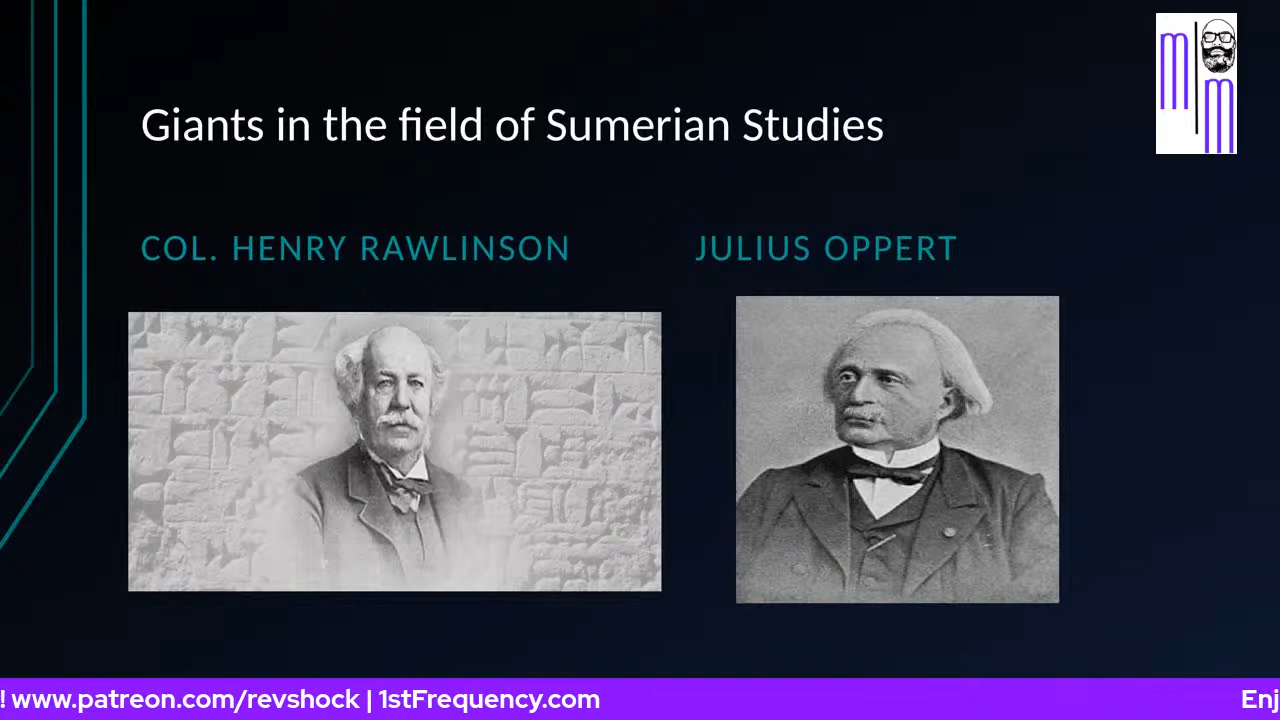 m
m
Giants in the field of Sumerian Studies
COL. HENRY RAWLINSON
JULIUS OPPERT
! www.patreon.com/revshock | 1stFrequency.com
Enj